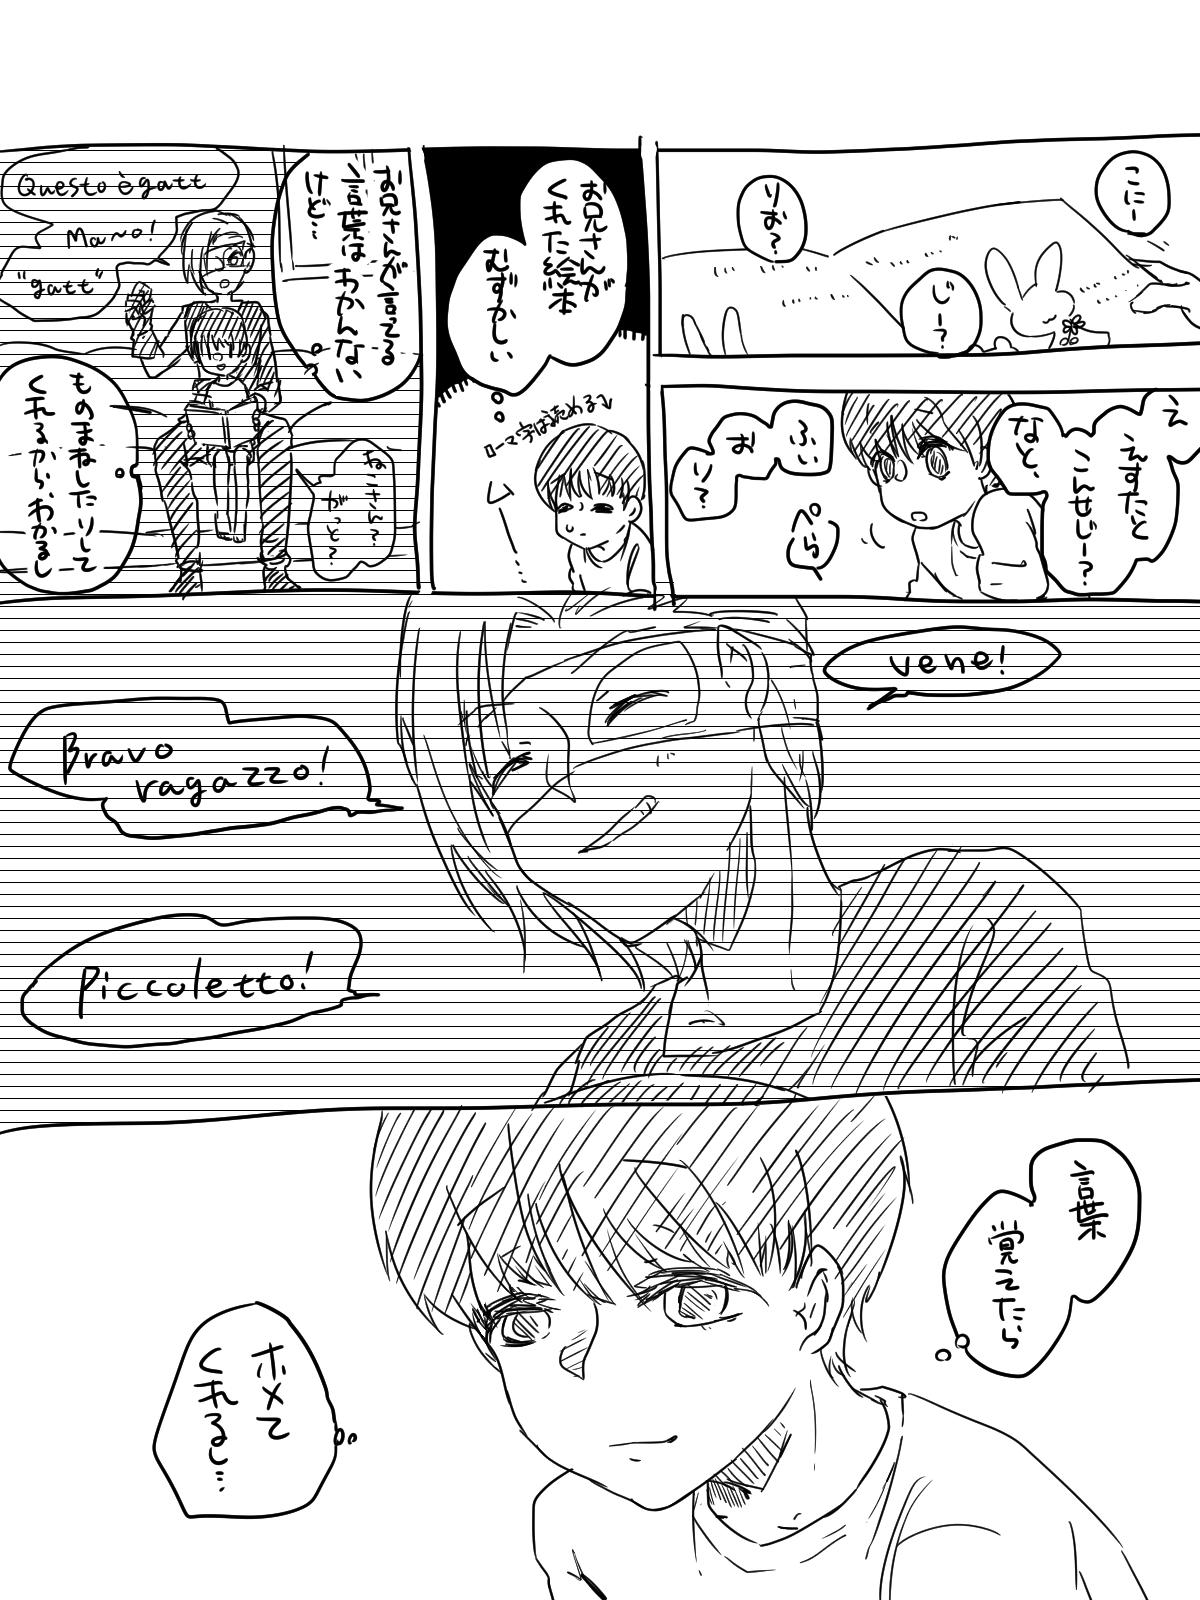 こにー
りお?
じー?
え
えすたと
こんせじー?
なと、
ふぃ
お
り?
ぺら
お兄さんが
くれた絵本
むずかしい
ローマ字は読める
ム
お兄さんが言ってる
言葉は わかんない
けど…
Questo è gatt
Ma~o!
"gatt"
ねこさん?
がっと?
ものまねしたりして
くれるから、わかるし
vene!
Bravo
ragazzo!
Piccoletto!
言葉
覚えたら
ホメて
くれるし…